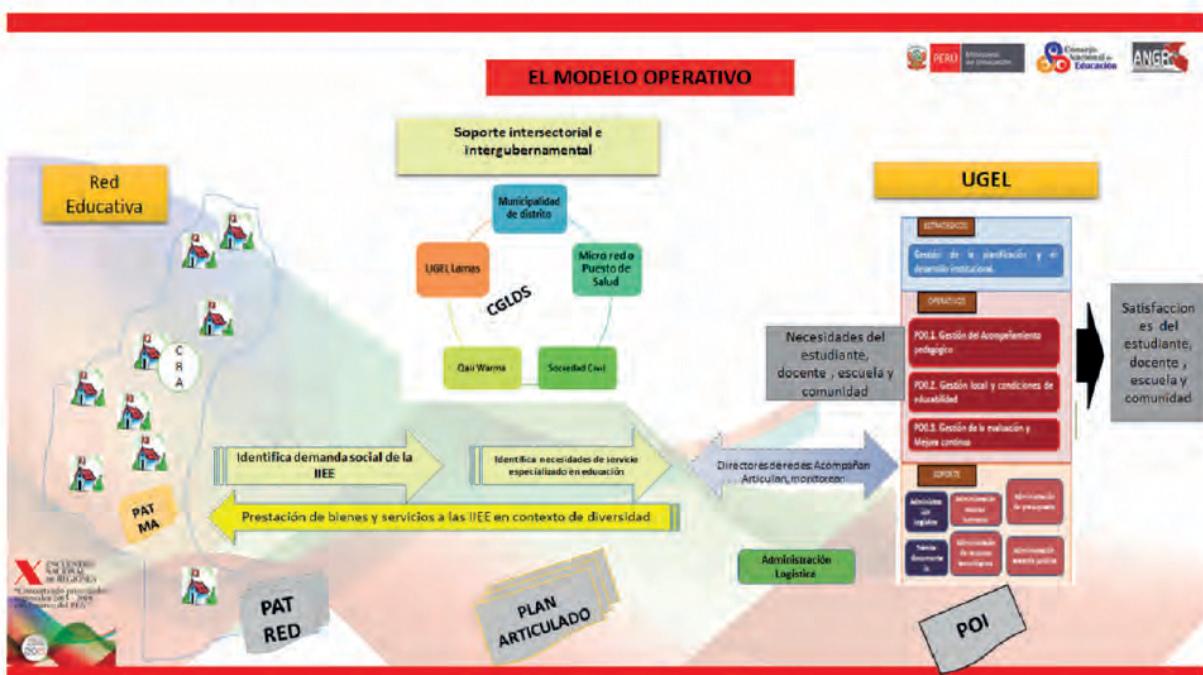 PERÚ
Ministerio
de Educación
Consejo
Nacional de
Educación
ANGR
EL MODELO OPERATIVO
Soporte intersectorial e
intergubernamental
Red
Educativa
UGEL
Municipalidad
de distrito
UGEL Lamas
Micro red o
Puesto de
Salud
CGLDS
Qali Warma
Sociedad Civil
C
R
A
ESTRATEGICOS
Gestión de la planificación y el
desarrollo institucional.
OPERATIVOS
PO0.1. Gestión del Acompañamiento
pedagógico
PO0.2. Gestión local y condiciones de
educabilidad
PO0.3. Gestión de la evaluación y
Mejora continua
SOPORTE
Administración
de presupuesto
Necesidades del
estudiante,
docente , escuela y
comunidad
Satisfaccion
es del
estudiante,
docente ,
escuela y
comunidad
Identifica demanda social de la
IIEE
Identifica necesidades de servicio
especializado en educación
Directores de redes: Acompañan
Articulan, monitorean
Prestación de bienes y servicios a las IIEE en contexto de diversidad
PAT
MA
Administración
Logística
X ENCUENTRO
NACIONAL
de REGIONES
PAT
RED
PLAN
ARTICULADO
POI